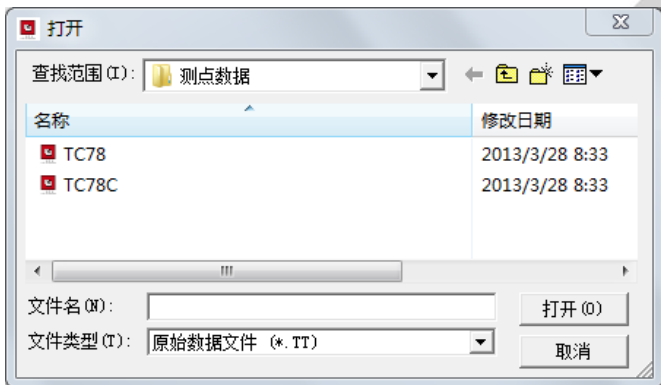 打开
查找范围(I): 测点数据
名称 修改日期
TC78 2013/3/28 8:33
TC78C 2013/3/28 8:33
文件名(N): 打开(O)
文件类型(T): 原始数据文件 (*.TT)
取消